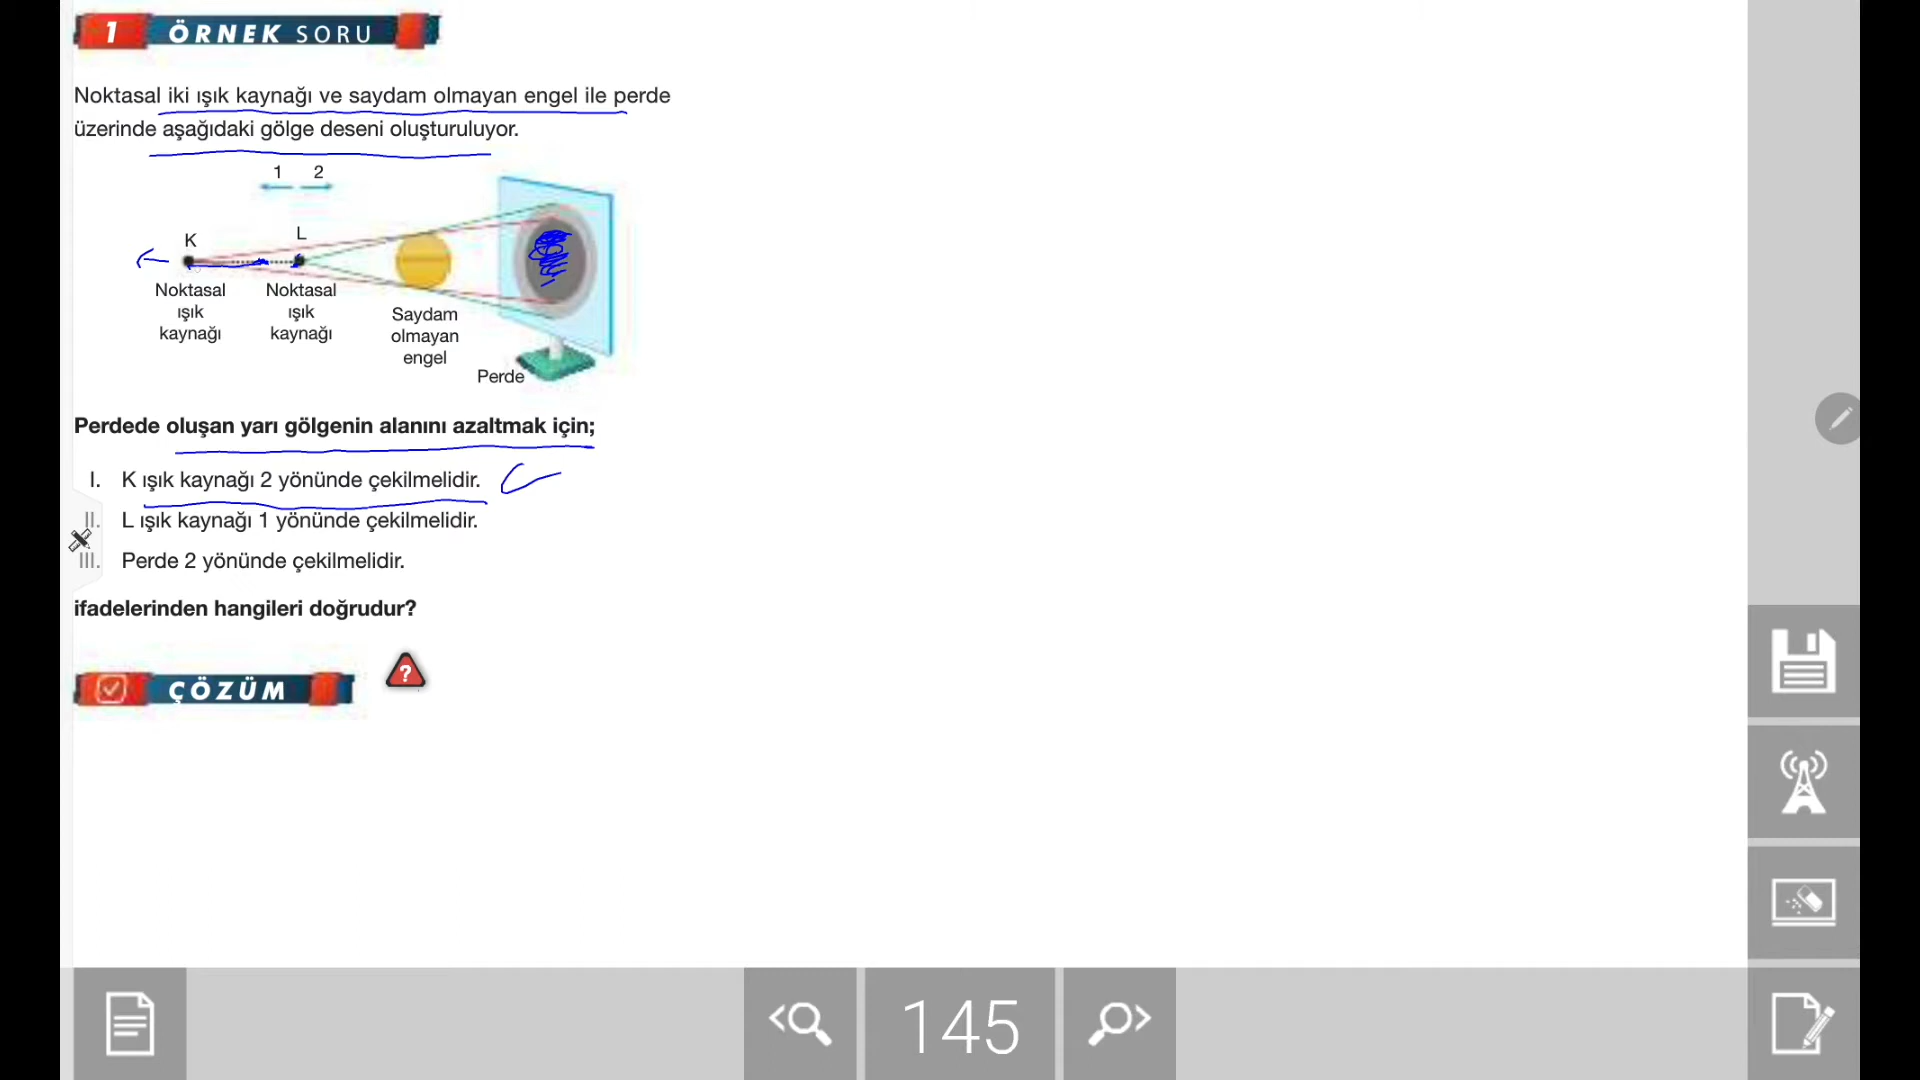 1 ÖRNEK SORU
Noktasal iki ışık kaynağı ve saydam olmayan engel ile perde
üzerinde aşağıdaki gölge deseni oluşturuluyor.
1 2
K
L
Noktasal
ışık
kaynağı
Noktasal
ışık
kaynağı
Saydam
olmayan
engel
Perde
Perdede oluşan yarı gölgenin alanını azaltmak için;
I. K ışık kaynağı 2 yönünde çekilmelidir.
II. L ışık kaynağı 1 yönünde çekilmelidir.
III. Perde 2 yönünde çekilmelidir.
ifadelerinden hangileri doğrudur?
ÇÖZÜM
?
145